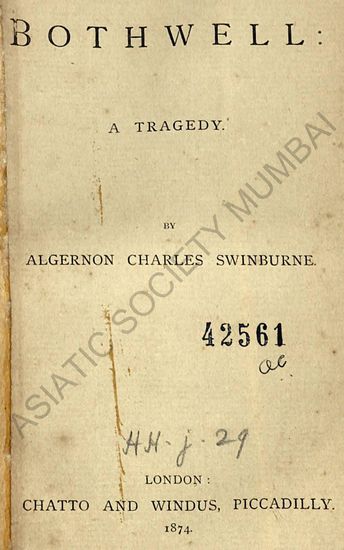 BOTHWELL:
A TRAGEDY.
BY
ALGERNON CHARLES SWINBURNE.
ASIATIC SOCIETY MUMBAI
42561
HH-j-29
LONDON:
CHATTO AND WINDUS, PICCADILLY.
1874.